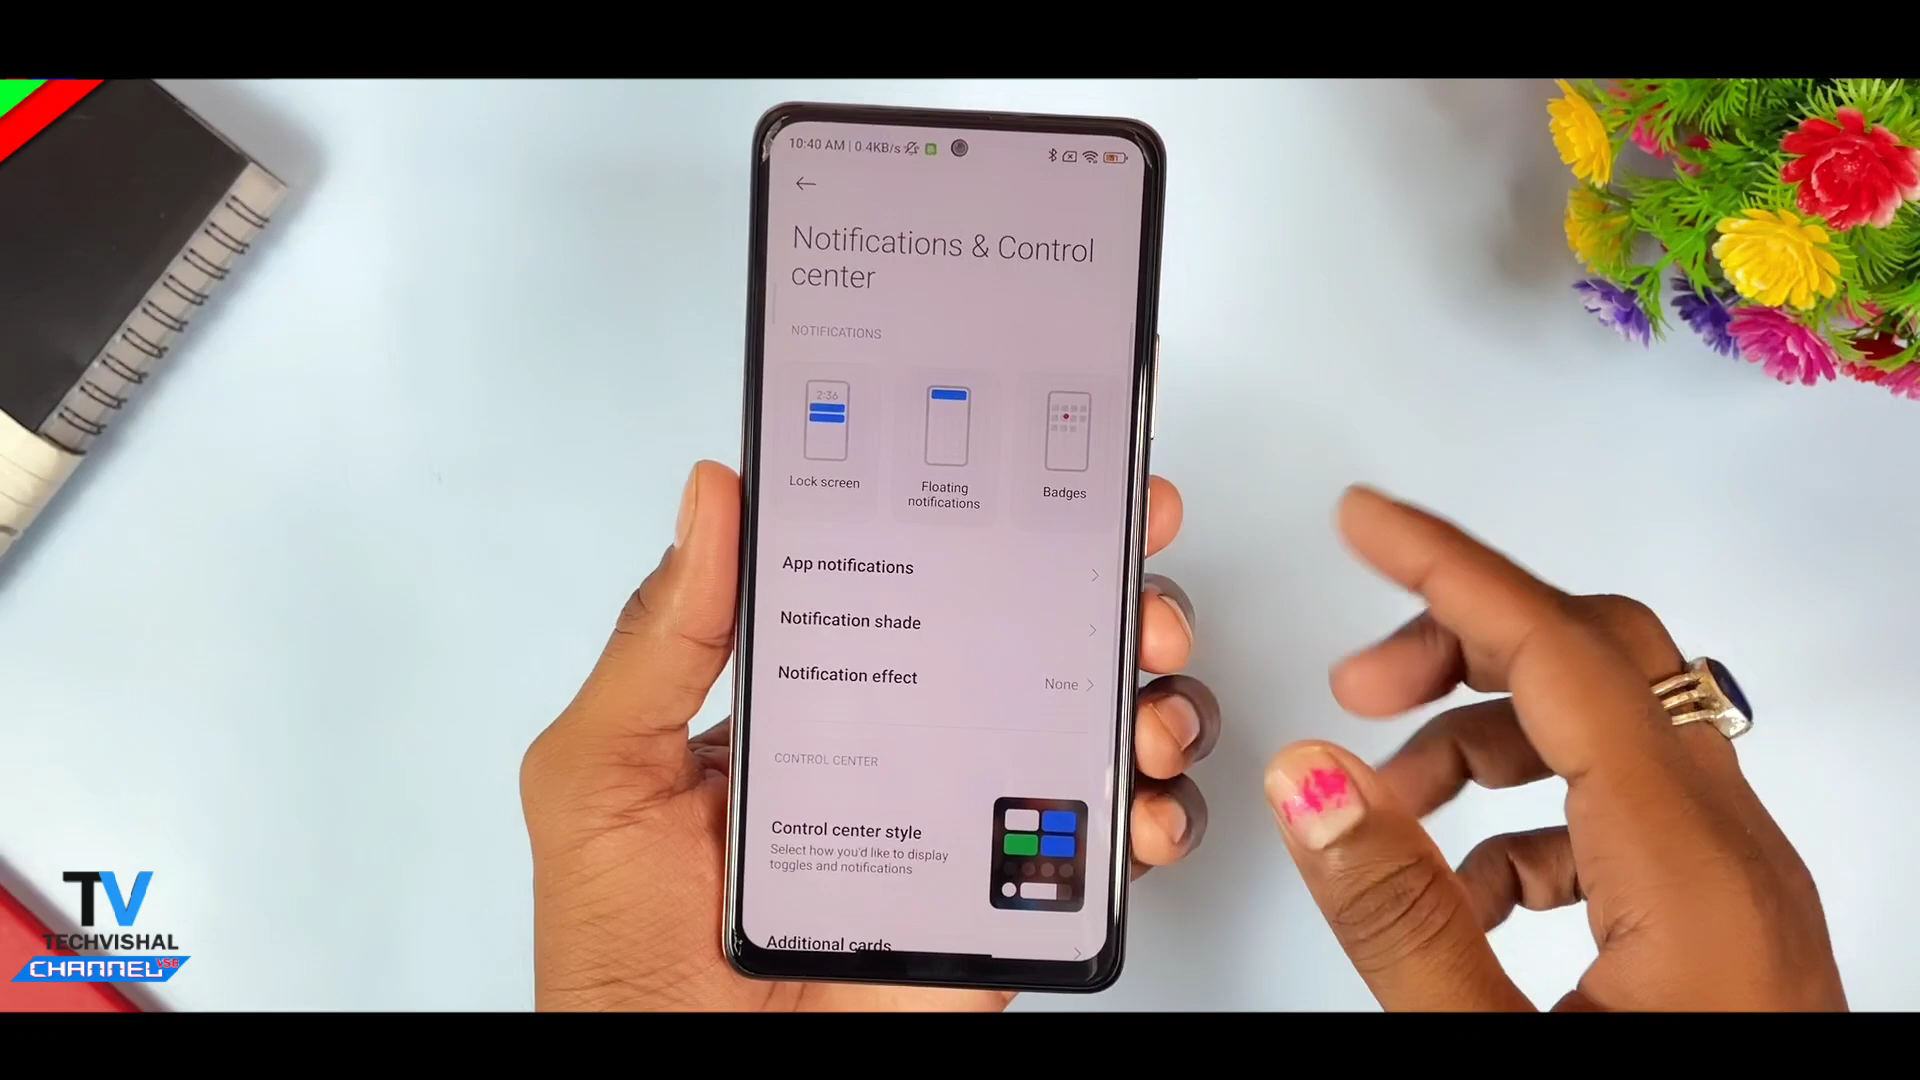 10:40 AM | 0.4KB/s
Notifications & Control
center
NOTIFICATIONS
2:36
Lock screen
Floating
notifications
Badges
App notifications
Notification shade
Notification effect
None
CONTROL CENTER
Control center style
Select how you'd like to display
toggles and notifications
Additional cards
TV
TECHVISHAL
CHANNEL VSB